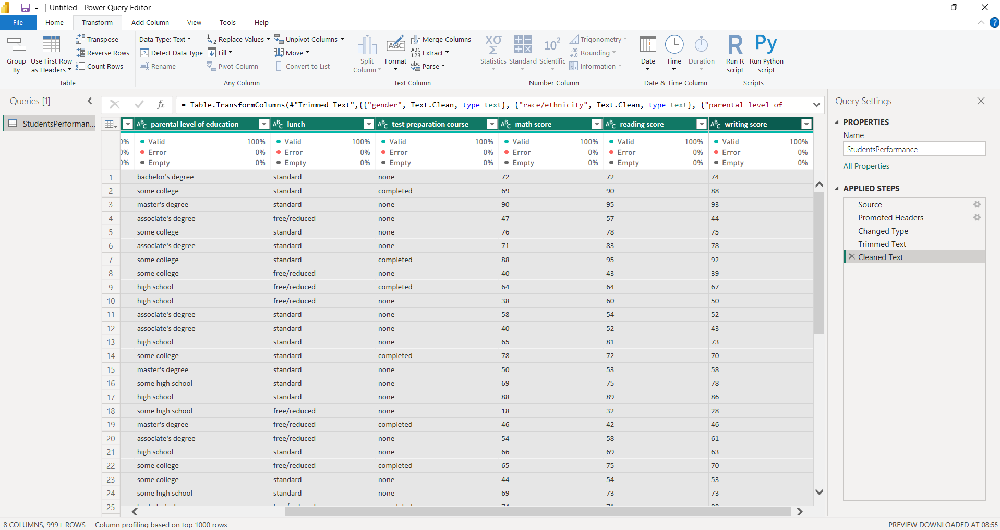 Untitled - Power Query Editor
File Home Transform Add Column View Tools Help
Group By
Use First Row as Headers
Transpose
Reverse Rows
Count Rows
Table
Data Type: Text
Detect Data Type
Rename
Replace Values
Fill
Pivot Column
Unpivot Columns
Move
Convert to List
Any Column
Split Column
Format
Merge Columns
Extract
Parse
Text Column
Statistics
Standard
Scientific
Trigonometry
Rounding
Information
Number Column
Date
Time
Duration
Date & Time Column
R
Run R script
Py
Run Python script
Scripts
Queries [1]
StudentsPerforman...
fx
= Table.TransformColumns(#"Trimmed Text",{{"gender", Text.Clean, type text}, {"race/ethnicity", Text.Clean, type text}, {"parental level of
parental level of education lunch test preparation course math score reading score writing score
0% Valid 100% Valid 100% Valid 100% Valid 100% Valid 100% Valid 100%
0% Error 0% Error 0% Error 0% Error 0% Error 0% Error 0%
0% Empty 0% Empty 0% Empty 0% Empty 0% Empty 0% Empty 0%
1 bachelor's degree standard none 72 72 74
2 some college standard completed 69 90 88
3 master's degree standard none 90 95 93
4 associate's degree free/reduced none 47 57 44
5 some college standard none 76 78 75
6 associate's degree standard none 71 83 78
7 some college standard completed 88 95 92
8 some college free/reduced none 40 43 39
9 high school free/reduced completed 64 64 67
10 high school free/reduced none 38 60 50
11 associate's degree standard none 58 54 52
12 associate's degree standard none 40 52 43
13 high school standard none 65 81 73
14 some college standard completed 78 72 70
15 master's degree standard none 50 53 58
16 some high school standard none 69 75 78
17 high school standard none 88 89 86
18 some high school free/reduced none 18 32 28
19 master's degree free/reduced completed 46 42 46
20 associate's degree free/reduced none 54 58 61
21 high school standard none 66 69 63
22 some college free/reduced completed 65 75 70
23 some college standard none 44 54 53
24 some high school standard none 69 73 73
25
Query Settings
PROPERTIES
Name
StudentsPerformance
All Properties
APPLIED STEPS
Source
Promoted Headers
Changed Type
Trimmed Text
Cleaned Text
8 COLUMNS, 999+ ROWS Column profiling based on top 1000 rows
PREVIEW DOWNLOADED AT 08:55